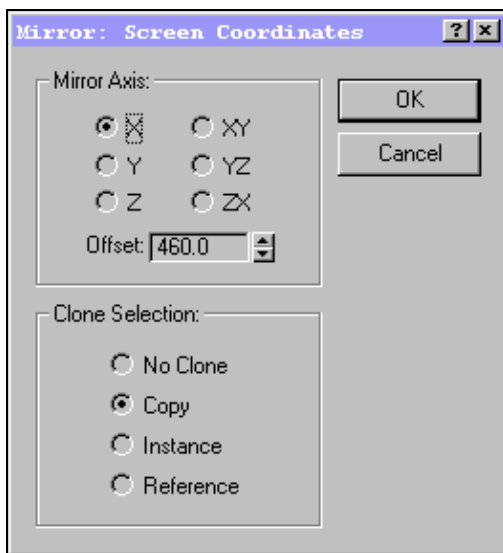 Mirror: Screen Coordinates ? ×
Mirror Axis:
X XY
Y YZ
Z ZX
Offset: 460.0
OK
Cancel
Clone Selection:
No Clone
Copy
Instance
Reference